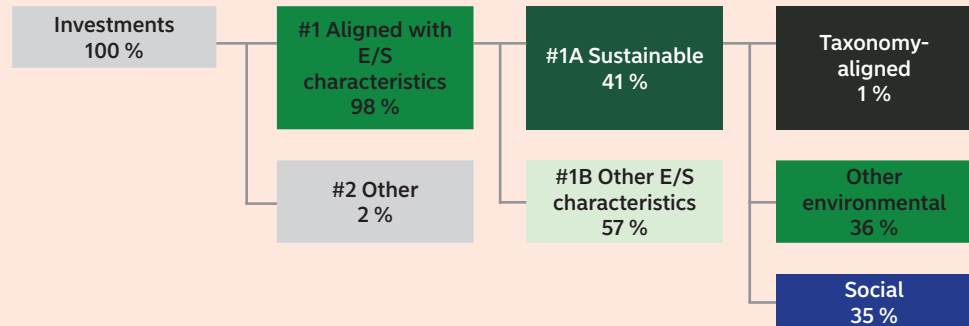 Investments
100 %
#1 Aligned with
E/S
characteristics
98 %
#2 Other
2 %
#1A Sustainable
41 %
#1B Other E/S
characteristics
57 %
Taxonomy-
aligned
1 %
Other
environmental
36 %
Social
35 %